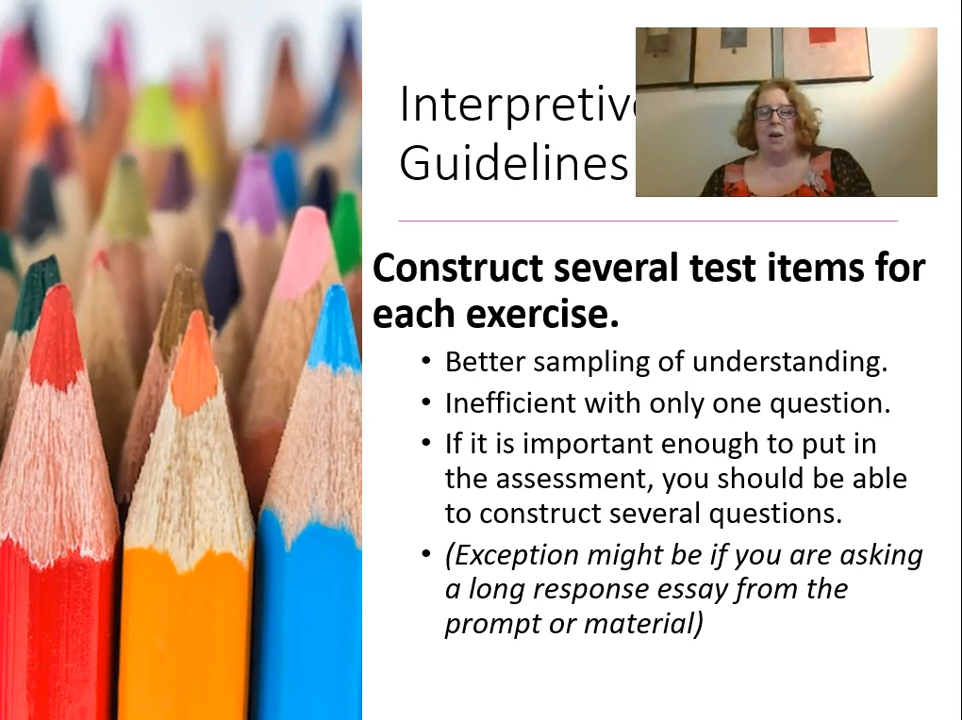 Interpretive
Guidelines
Construct several test items for
each exercise.
• Better sampling of understanding.
• Inefficient with only one question.
• If it is important enough to put in
the assessment, you should be able
to construct several questions.
• (Exception might be if you are asking
a long response essay from the
prompt or material)